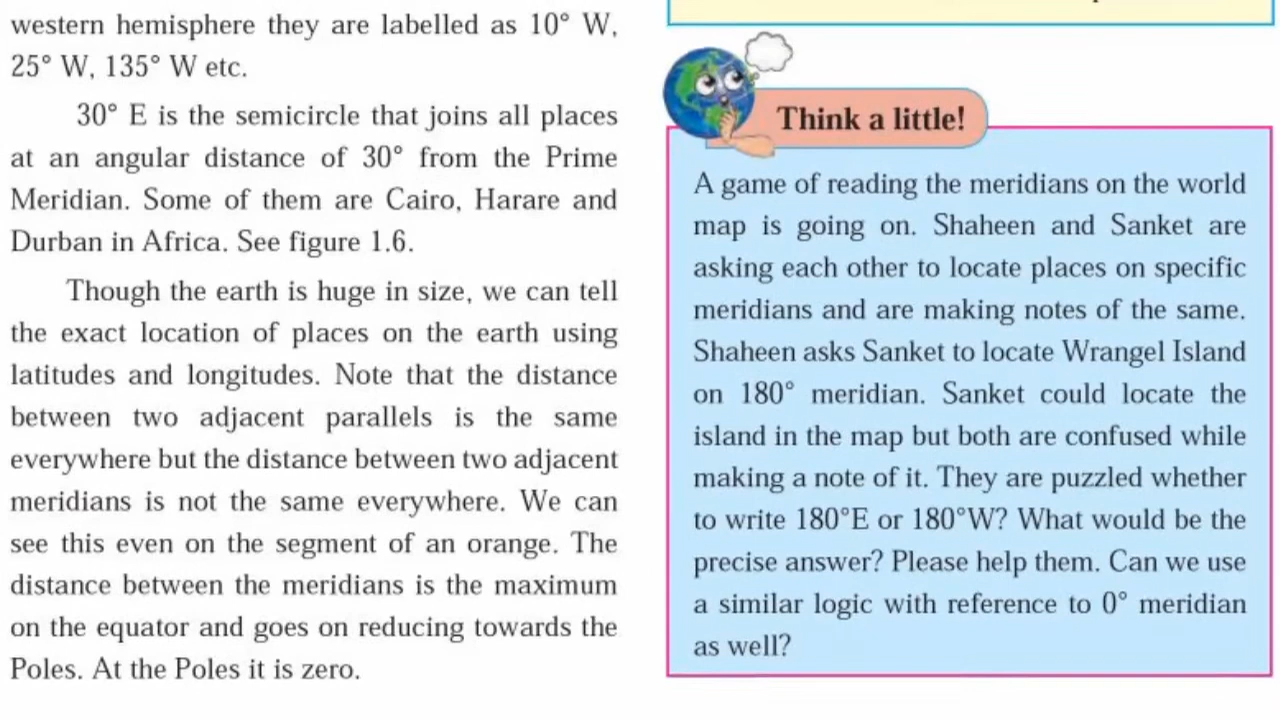 western hemisphere they are labelled as 10° W,
25° W, 135° W etc.
30° E is the semicircle that joins all places
at an angular distance of 30° from the Prime
Meridian. Some of them are Cairo, Harare and
Durban in Africa. See figure 1.6.
Though the earth is huge in size, we can tell
the exact location of places on the earth using
latitudes and longitudes. Note that the distance
between two adjacent parallels is the same
everywhere but the distance between two adjacent
meridians is not the same everywhere. We can
see this even on the segment of an orange. The
distance between the meridians is the maximum
on the equator and goes on reducing towards the
Poles. At the Poles it is zero.
Think a little!
A game of reading the meridians on the world
map is going on. Shaheen and Sanket are
asking each other to locate places on specific
meridians and are making notes of the same.
Shaheen asks Sanket to locate Wrangel Island
on 180° meridian. Sanket could locate the
island in the map but both are confused while
making a note of it. They are puzzled whether
to write 180°E or 180°W? What would be the
precise answer? Please help them. Can we use
a similar logic with reference to 0° meridian
as well?